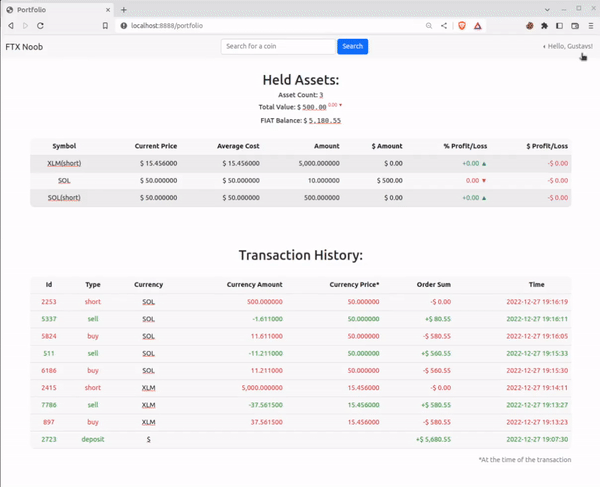 Portfolio
localhost:8888/portfolio
FTX Noob
Search for a coin
Search
Hello, Gustavs!
Held Assets:
Asset Count: 3
Total Value: $ 500.00 0.00 ▼
FIAT Balance: $ 5,180.55
Symbol Current Price Average Cost Amount $ Amount % Profit/Loss $ Profit/Loss
XLM(short) $ 15.456000 $ 15.456000 5,000.000000 $ 0.00 +0.00 ▲ -$ 0.00
SOL $ 50.000000 $ 50.000000 10.000000 $ 500.00 0.00 ▼ -$ 0.00
SOL(short) $ 50.000000 $ 50.000000 500.000000 $ 0.00 +0.00 ▲ -$ 0.00
Transaction History:
Id Type Currency Currency Amount Currency Price* Order Sum Time
2253 short SOL 500.000000 50.000000 -$ 0.00 2022-12-27 19:16:19
5337 sell SOL -1.611000 50.000000 +$ 80.55 2022-12-27 19:16:11
5824 buy SOL 11.611000 50.000000 -$ 580.55 2022-12-27 19:16:05
511 sell SOL -11.211000 50.000000 +$ 560.55 2022-12-27 19:15:33
6186 buy SOL 11.211000 50.000000 -$ 560.55 2022-12-27 19:15:30
2415 short XLM 5,000.000000 15.456000 -$ 0.00 2022-12-27 19:14:11
7786 sell XLM -37.561500 15.456000 +$ 580.55 2022-12-27 19:13:27
897 buy XLM 37.561500 15.456000 -$ 580.55 2022-12-27 19:13:23
2723 deposit $ +$ 5,680.55 2022-12-27 19:07:30
*At the time of the transaction